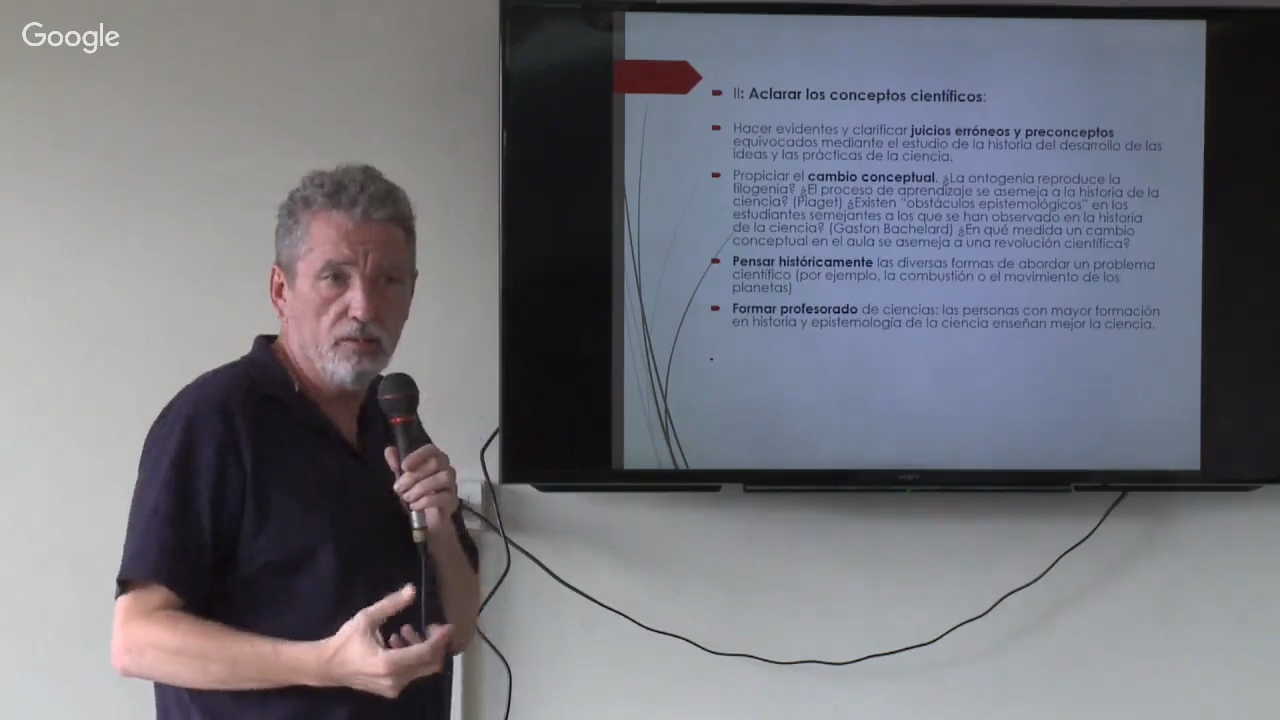 Google
II: Aclarar los conceptos científicos:
Hacer evidentes y clarificar juicios erróneos y preconceptos
equivocados mediante el estudio de la historia del desarrollo de las
ideas y las prácticas de la ciencia.
Propiciar el cambio conceptual. ¿La ontogenia reproduce la
filogenia? ¿El proceso de aprendizaje se asemeja a la historia de la
ciencia? (Piaget) ¿Existen "obstáculos epistemológicos" en los
estudiantes semejantes a los que se han observado en la historia
de la ciencia? (Gaston Bachelard) ¿En qué medida un cambio
conceptual en el aula se asemeja a una revolución científica?
Pensar históricamente las diversas formas de abordar un problema
científico (por ejemplo, la combustión o el movimiento de los
planetas)
Formar profesorado de ciencias: las personas con mayor formación
en historia y epistemología de la ciencia enseñan mejor la ciencia.